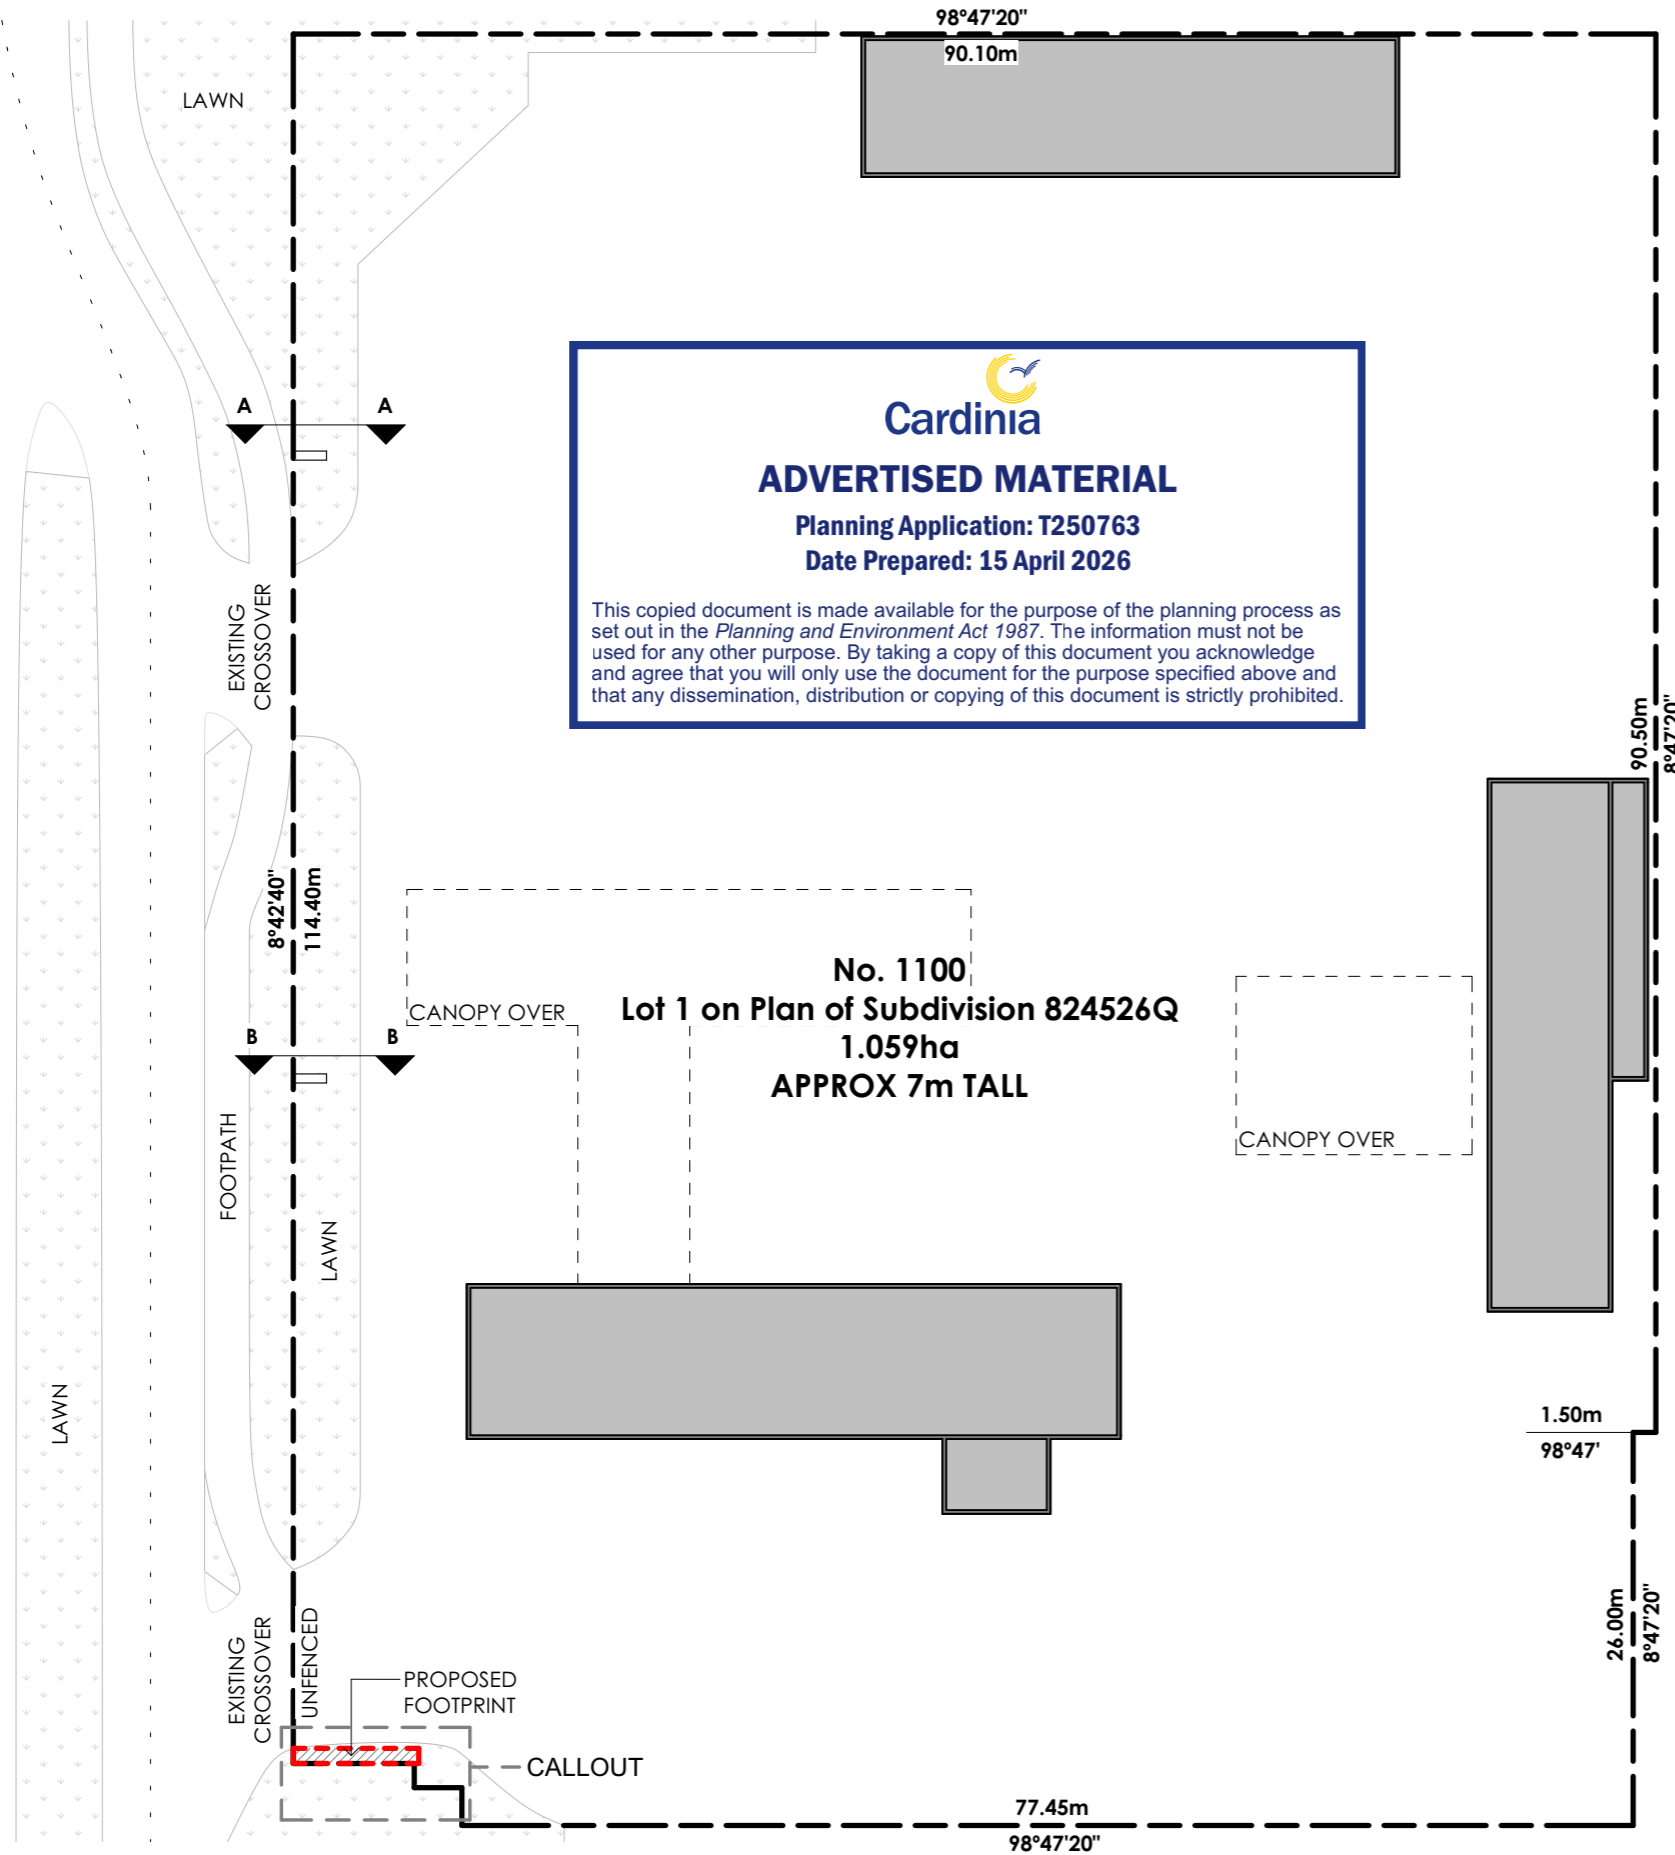 98°47'20"
90.10m
LAWN
A
A
Cardinia
ADVERTISED MATERIAL
Planning Application: T250763
Date Prepared: 15 April 2026
This copied document is made available for the purpose of the planning process as
set out in the Planning and Environment Act 1987. The information must not be
used for any other purpose. By taking a copy of this document you acknowledge
and agree that you will only use the document for the purpose specified above and
that any dissemination, distribution or copying of this document is strictly prohibited.
EXISTING
CROSSOVER
90.50m
8°47'20"
8°42'40"
114.40m
No. 1100
Lot 1 on Plan of Subdivision 824526Q
1.059ha
APPROX 7m TALL
CANOPY OVER
B
B
CANOPY OVER
FOOTPATH
LAWN
LAWN
1.50m
98°47'
26.00m
8°47'20"
EXISTING
CROSSOVER
UNFENCED
PROPOSED
FOOTPRINT
CALLOUT
77.45m
98°47'20"